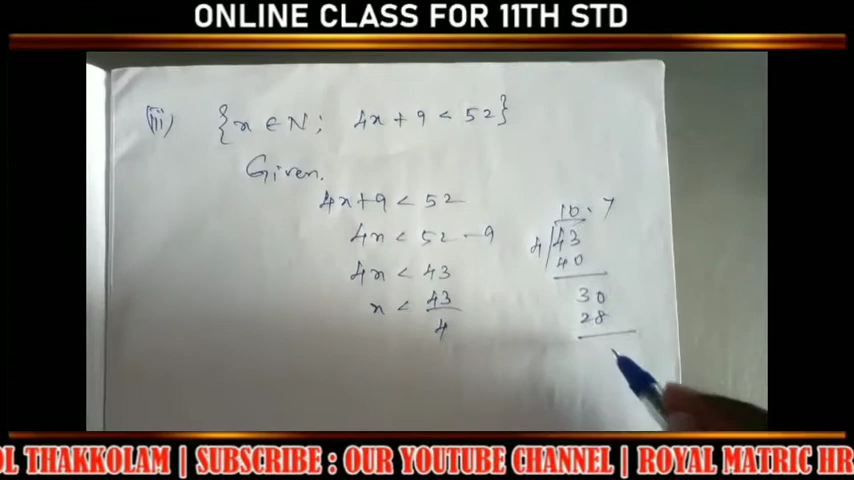 ONLINE CLASS FOR 11TH STD
(iii) {x ∈ N; 4x + 9 < 52}
Given.
4x+9 < 52
4x < 52 - 9
4x < 43
x < 43/4
10.7
4 43
40
30
28
OL THAKKOLAM | SUBSCRIBE : OUR YOUTUBE CHANNEL | ROYAL MATRIC HR